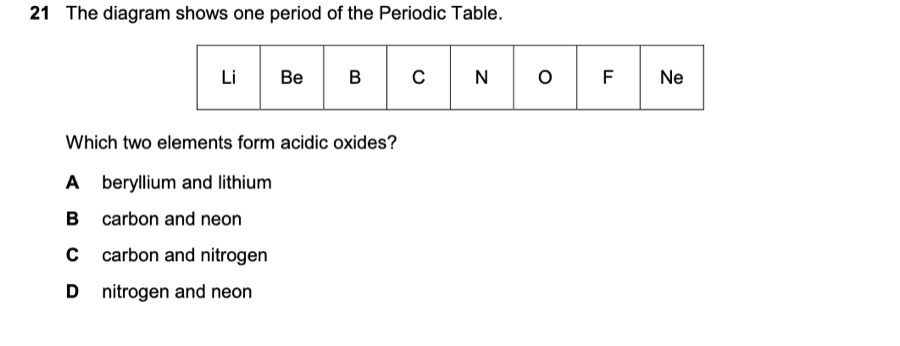 21 The diagram shows one period of the Periodic Table.
Li Be B C N O F Ne
Which two elements form acidic oxides?
A beryllium and lithium
B carbon and neon
C carbon and nitrogen
D nitrogen and neon